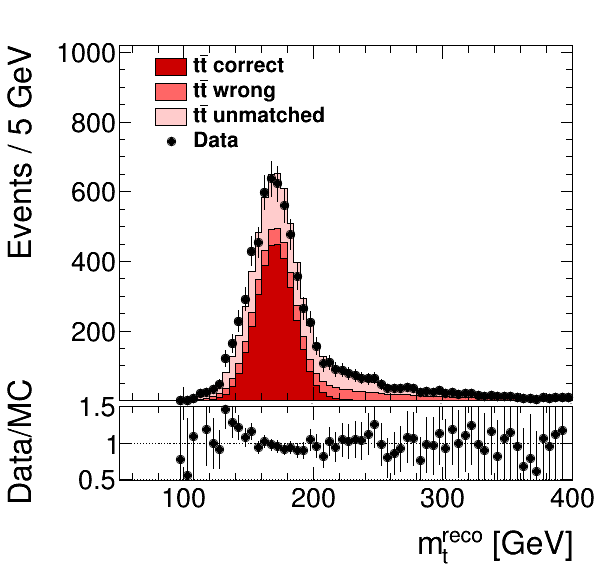 Events / 5 GeV
1000
800
600
400
200
tt̅ correct
tt̅ wrong
tt̅ unmatched
Data
Data/MC
1.5
1
0.5
100 200 300 400
m_t^reco [GeV]